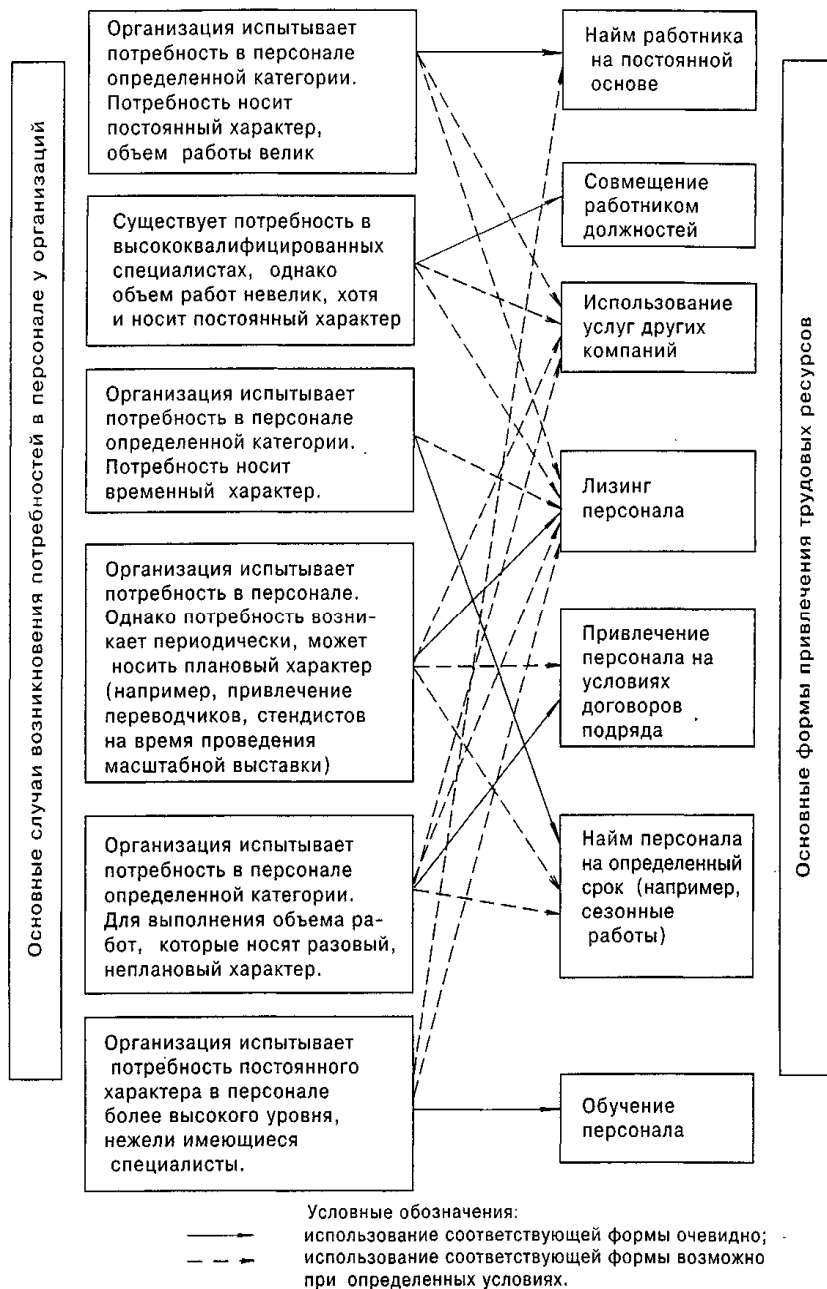 Основные случаи возникновения потребностей в персонале у организаций
Организация испытывает
потребность в персонале
определенной категории.
Потребность носит
постоянный характер,
объем работы велик
Существует потребность в
высококвалифицированных
специалистах, однако
объем работ невелик, хотя
и носит постоянный характер
Организация испытывает
потребность в персонале
определенной категории.
Потребность носит
временный характер.
Организация испытывает
потребность в персонале.
Однако потребность возни-
кает периодически, может
носить плановый характер
(например, привлечение
переводчиков, стендистов
на время проведения
масштабной выставки)
Организация испытывает
потребность в персонале
определенной категории.
Для выполнения объема ра-
бот, которые носят разовый,
неплановый характер.
Организация испытывает
потребность постоянного
характера в персонале
более высокого уровня,
нежели имеющиеся
специалисты.
Найм работника
на постоянной
основе
Совмещение
работником
должностей
Использование
услуг других
компаний
Лизинг
персонала
Привлечение
персонала на
условиях
договоров
подряда
Найм персонала
на определенный
срок (например,
сезонные
работы)
Обучение
персонала
Основные формы привлечения трудовых ресурсов
Условные обозначения:
использование соответствующей формы очевидно;
использование соответствующей формы возможно
при определенных условиях.